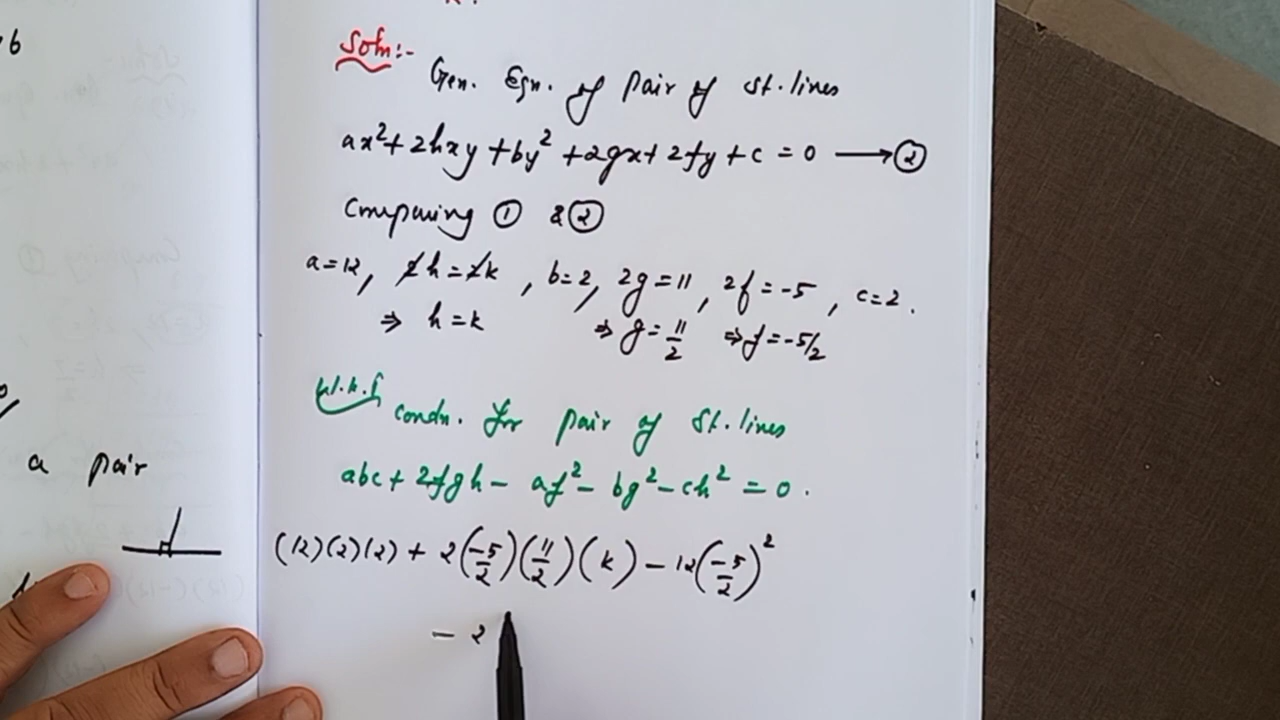 6
Soln:-
Gen. Eqn. of pair of st. lines
ax²+2hxy+by²+2gx+2fy+c=0 → ②
Comparing ① & ②
a=12, 2h=2k, b=2, 2g=11, 2f=-5, c=2.
⇒ h=k ⇒ g=11/2 ⇒ f=-5/2
W.K.T
condn. for pair of St. lines
a pair
abc+2fgh-af²-bg²-ch²=0.
(12)(2)(2)+2(-5/2)(11/2)(k)-12(-5/2)²
- 2